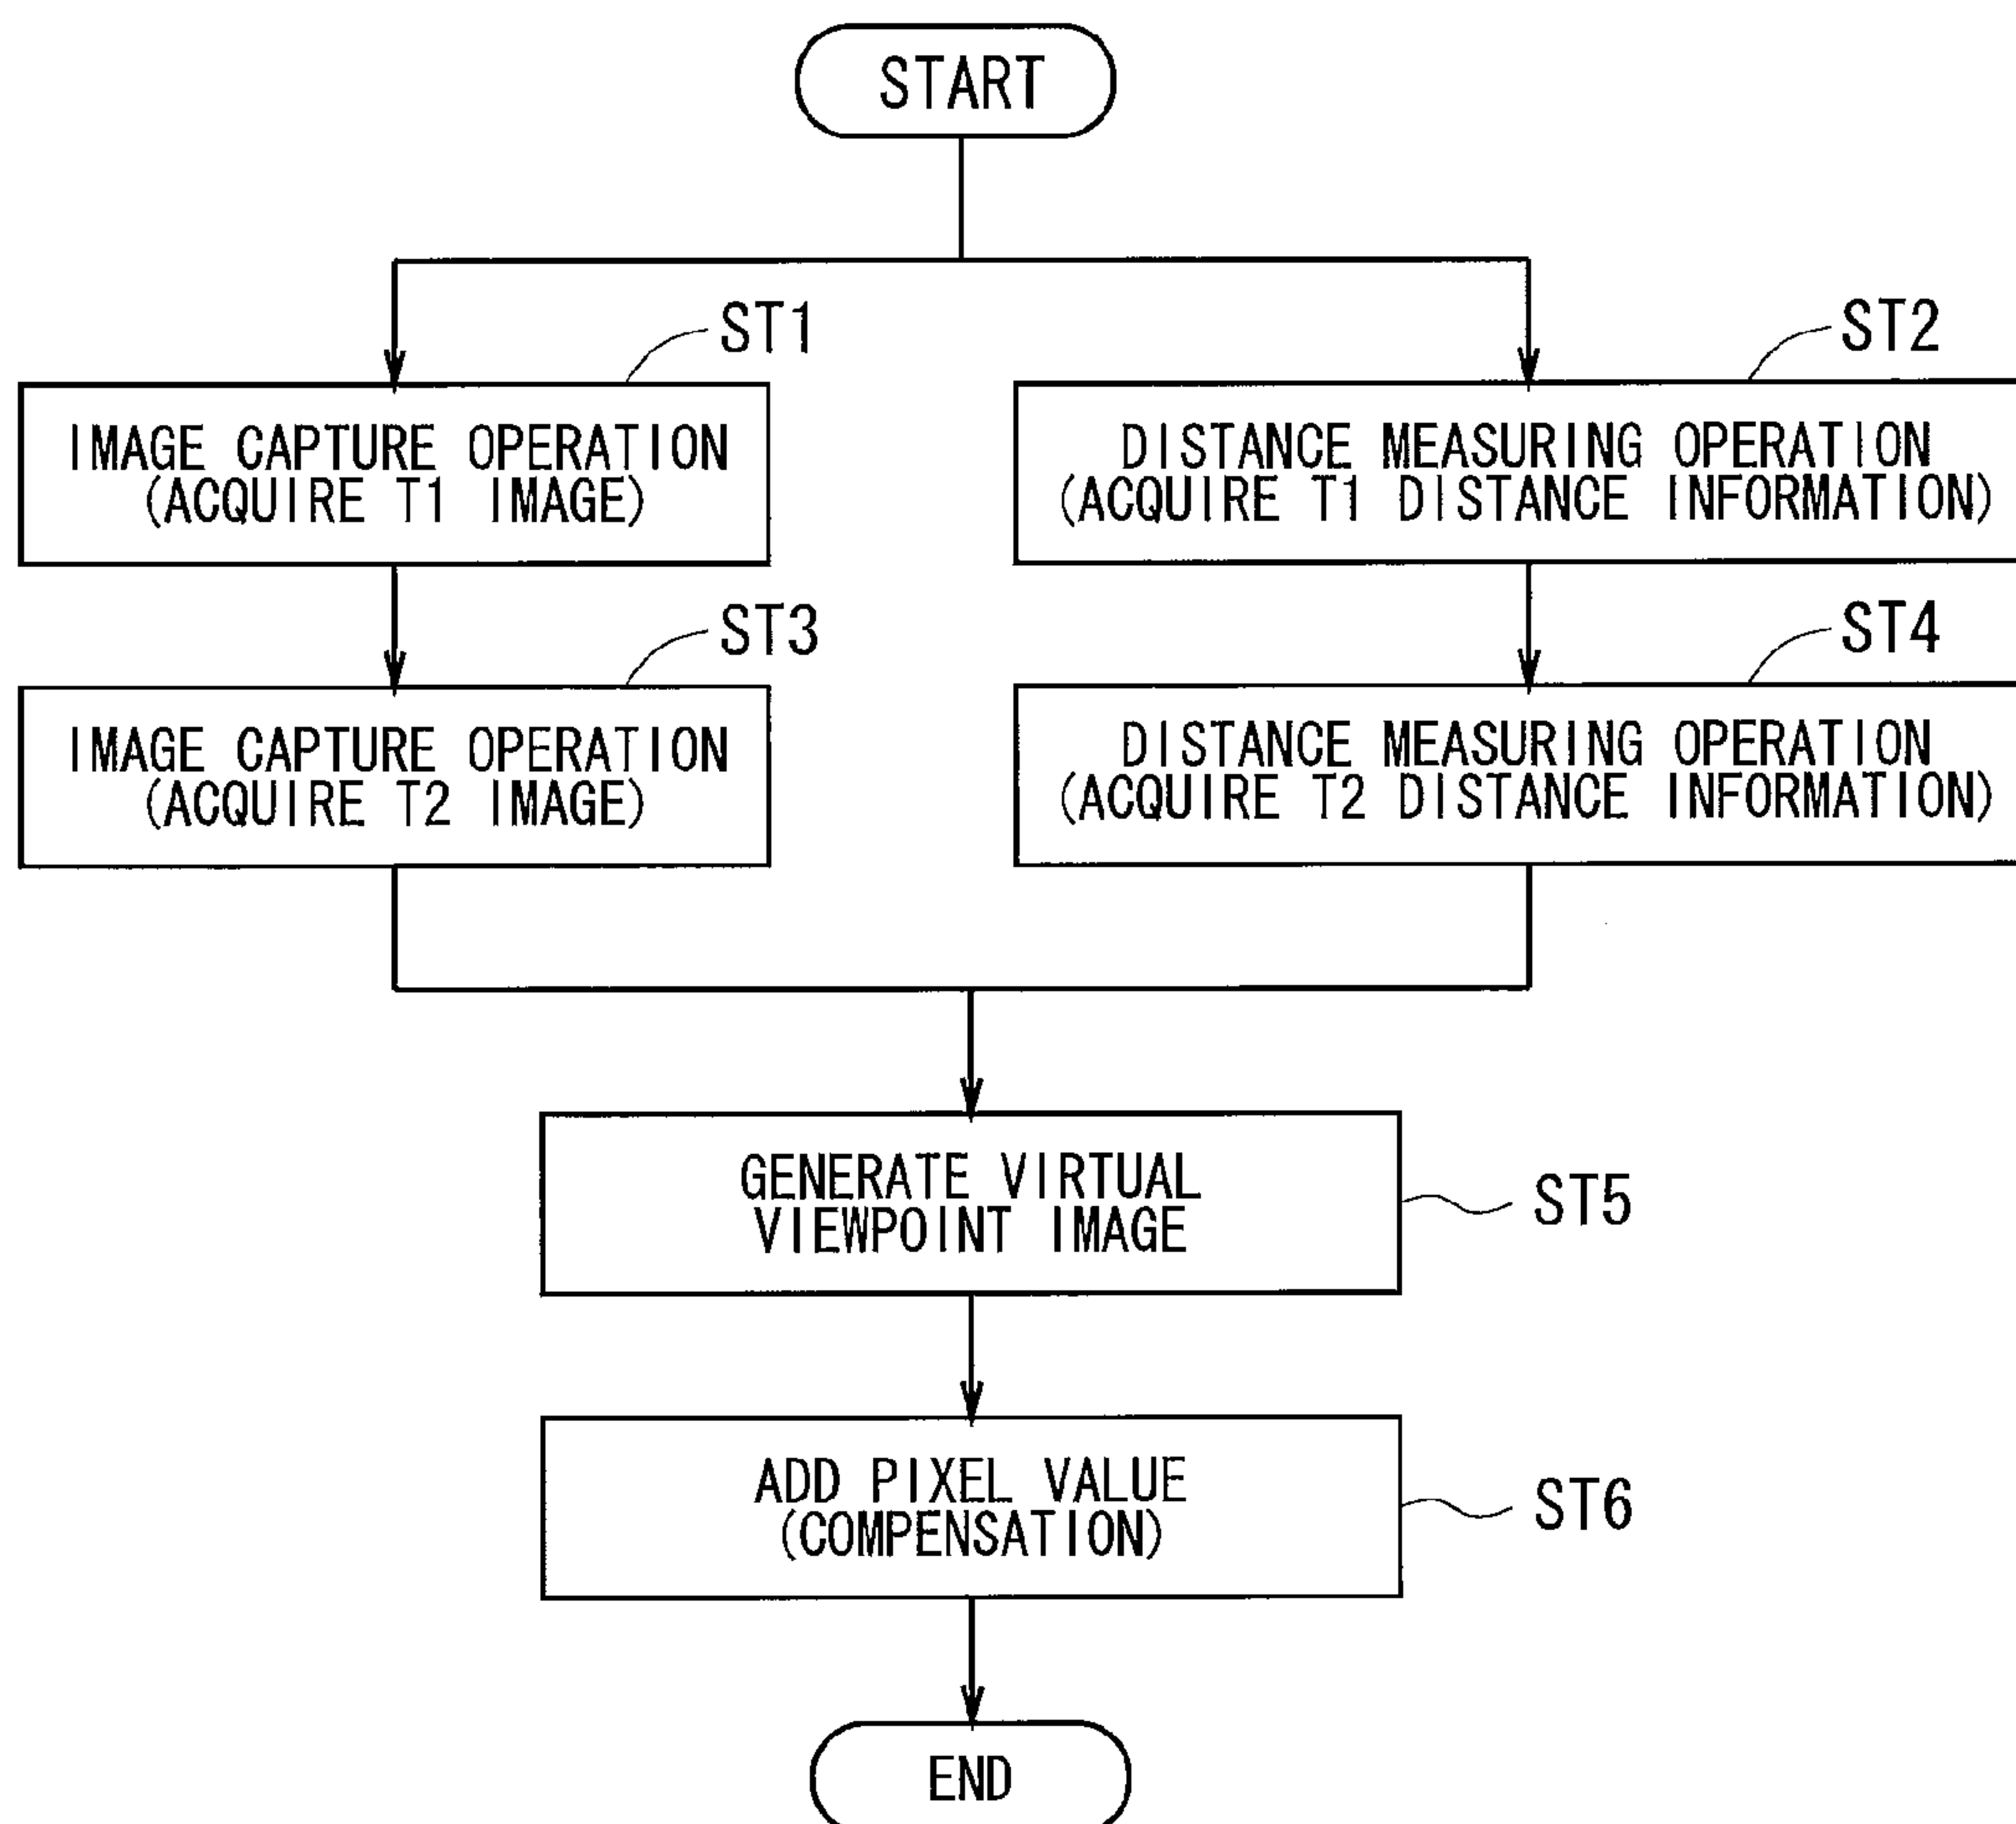 START
ST1
IMAGE CAPTURE OPERATION
(ACQUIRE T1 IMAGE)
ST2
DISTANCE MEASURING OPERATION
(ACQUIRE T1 DISTANCE INFORMATION)
ST3
IMAGE CAPTURE OPERATION
(ACQUIRE T2 IMAGE)
ST4
DISTANCE MEASURING OPERATION
(ACQUIRE T2 DISTANCE INFORMATION)
GENERATE VIRTUAL
VIEWPOINT IMAGE
ST5
ADD PIXEL VALUE
(COMPENSATION)
ST6
END